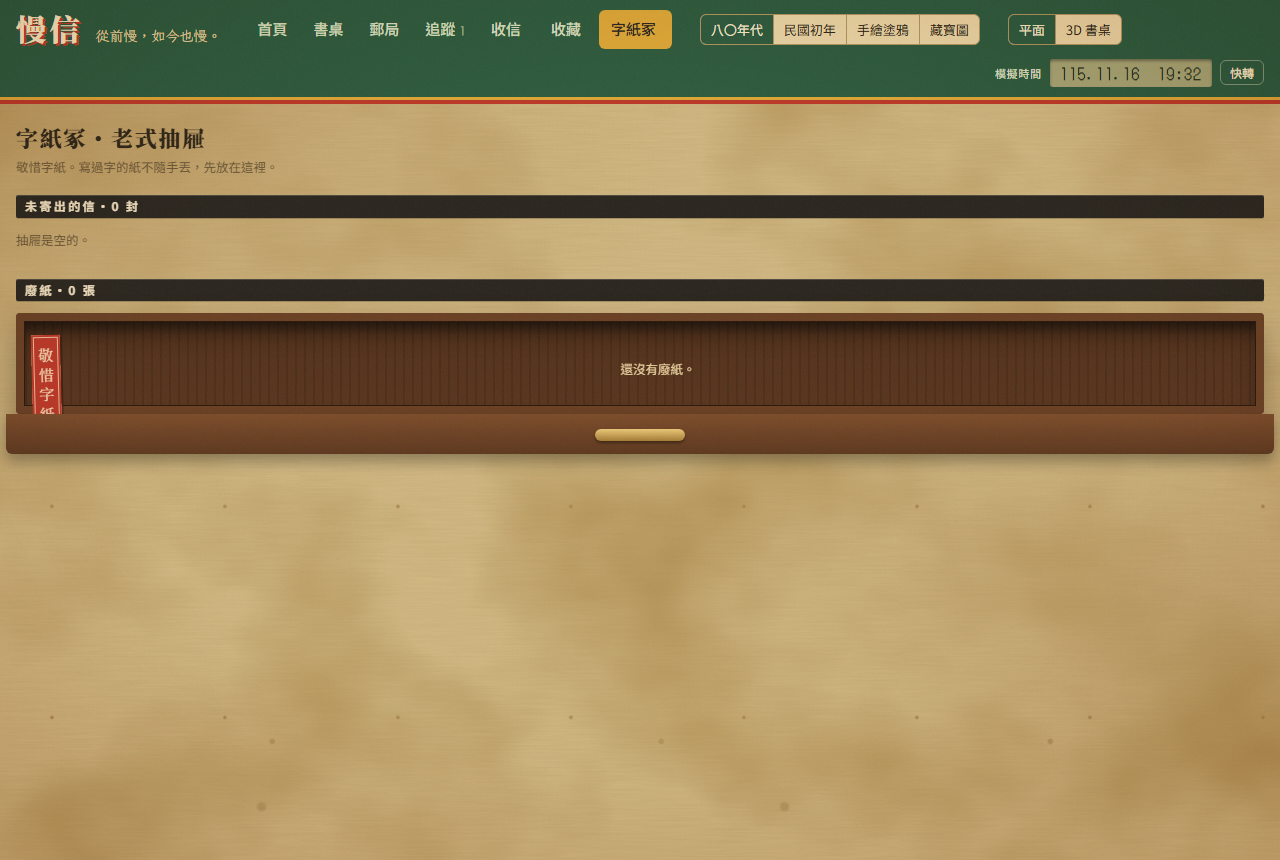 慢信 從前慢，如今也慢。 首頁 書桌 郵局 追蹤 1 收信 收藏 字紙冢 八〇年代 民國初年 手繪塗鴉 藏寶圖 平面 3D 書桌
模擬時間 115.11.16 19:32 快轉
字紙冢・老式抽屜
敬惜字紙。寫過字的紙不隨手丟，先放在這裡。
未寄出的信・0 封
抽屜是空的。
廢紙・0 張
敬惜字紙
還沒有廢紙。